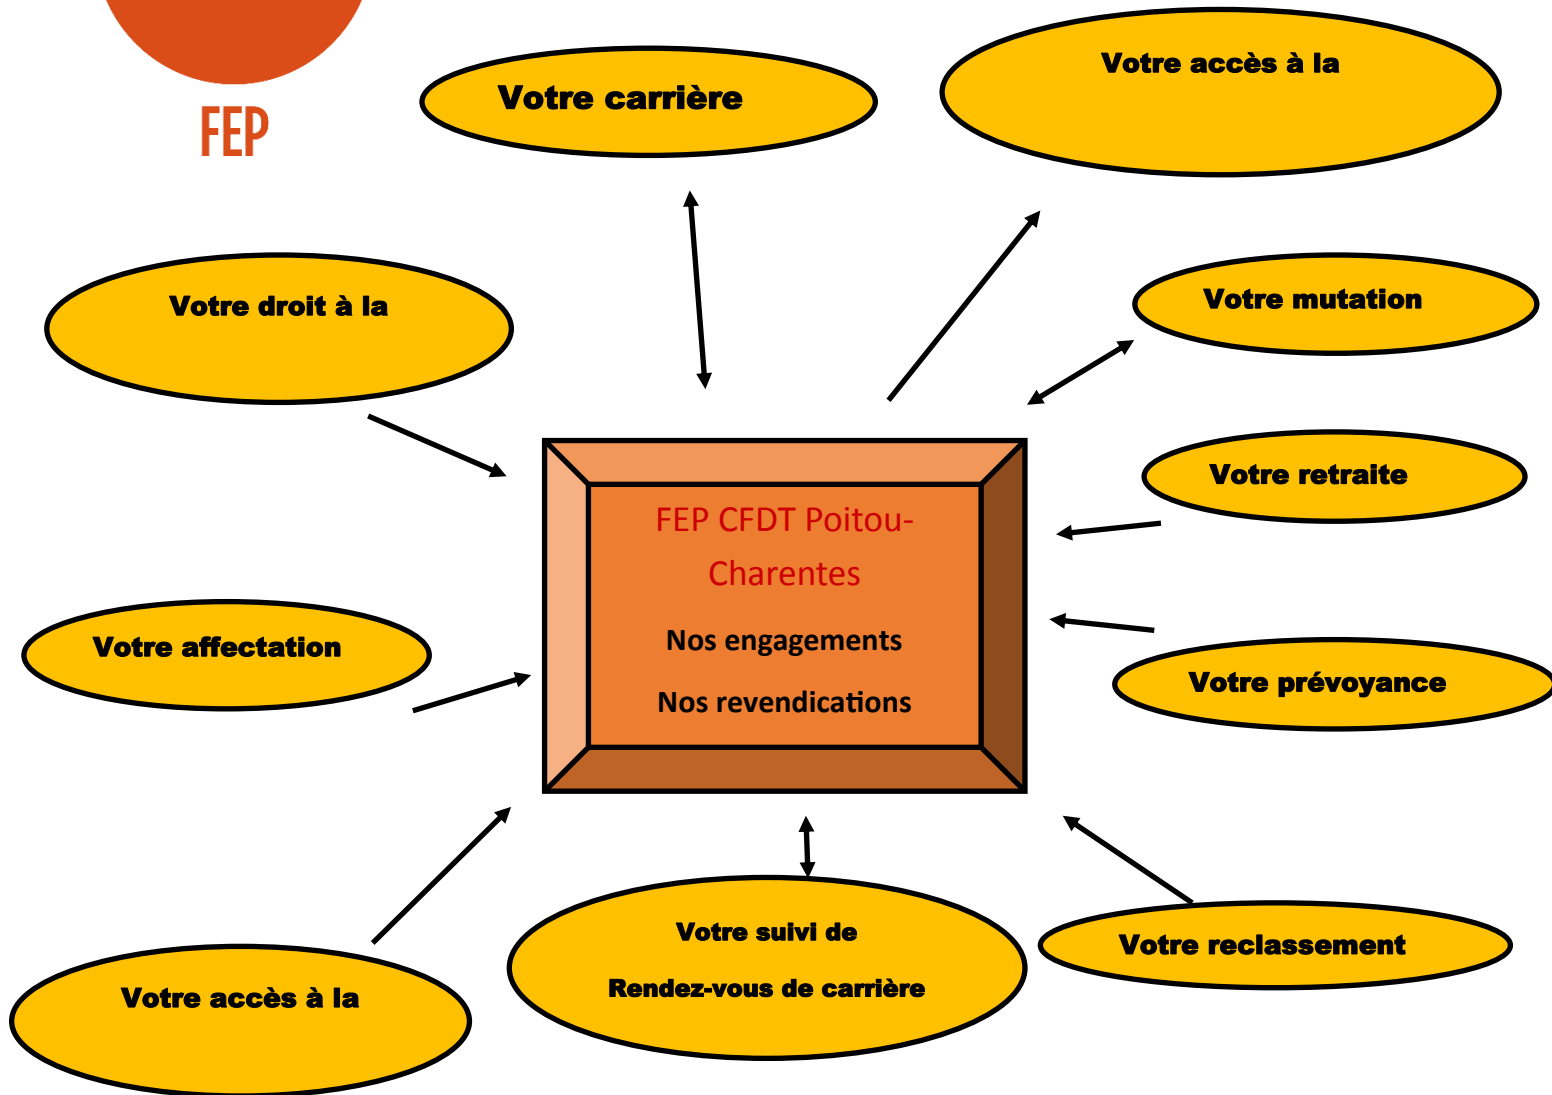 FEP
Votre carrière
Votre accès à la
Votre droit à la
Votre mutation
Votre retraite
FEP CFDT Poitou-
Charentes
Nos engagements
Nos revendications
Votre affectation
Votre prévoyance
Votre suivi de
Rendez-vous de carrière
Votre reclassement
Votre accès à la